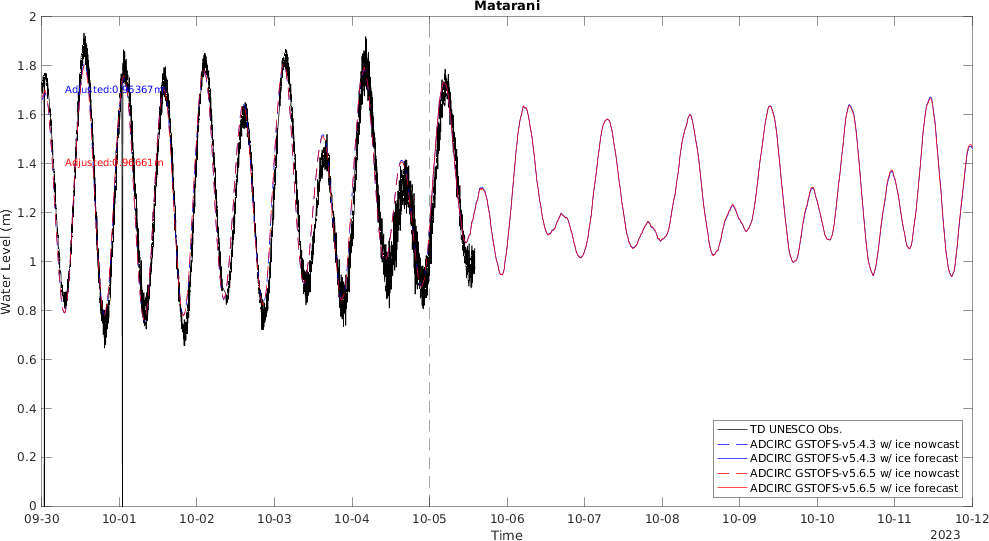 Matarani
2
1.8
1.6
1.4
1.2
1
0.8
0.6
0.4
0.2
0
Water Level (m)
Adjusted:0.96661m
TD UNESCO Obs.
ADCIRC GSTOFS-v5.4.3 w/ ice nowcast
ADCIRC GSTOFS-v5.4.3 w/ ice forecast
ADCIRC GSTOFS-v5.6.5 w/ ice nowcast
ADCIRC GSTOFS-v5.6.5 w/ ice forecast
09-30 10-01 10-02 10-03 10-04 10-05 10-06 10-07 10-08 10-09 10-10 10-11 10-12
Time
2023